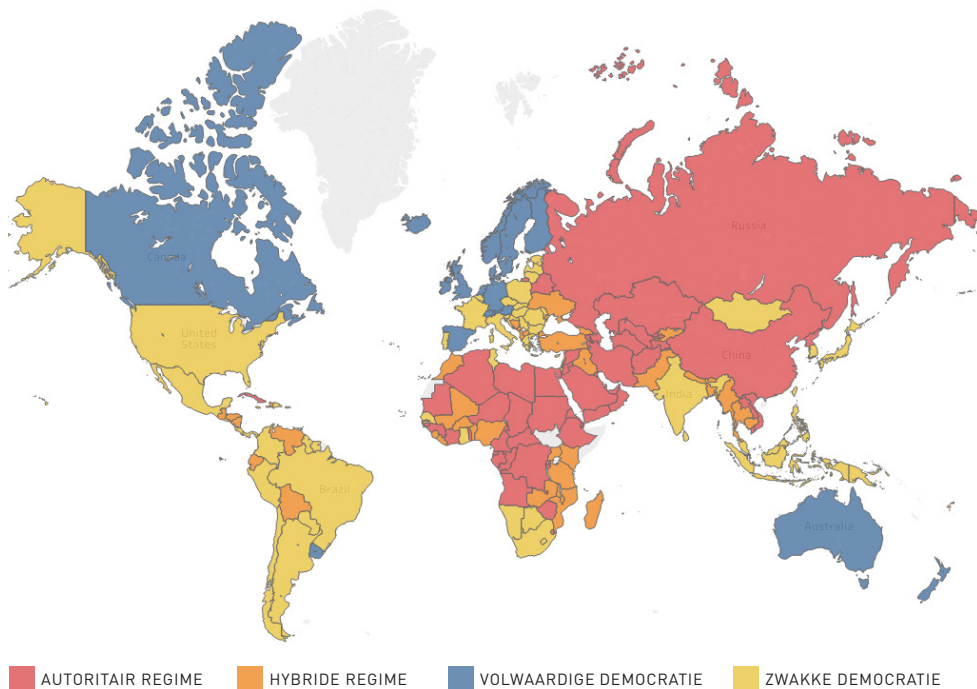 Russia
Canada
United
States
China
India
Brazil
Australia
AUTORITAIR REGIME
HYBRIDE REGIME
VOLWAARDIGE DEMOCRATIE
ZWAKKE DEMOCRATIE